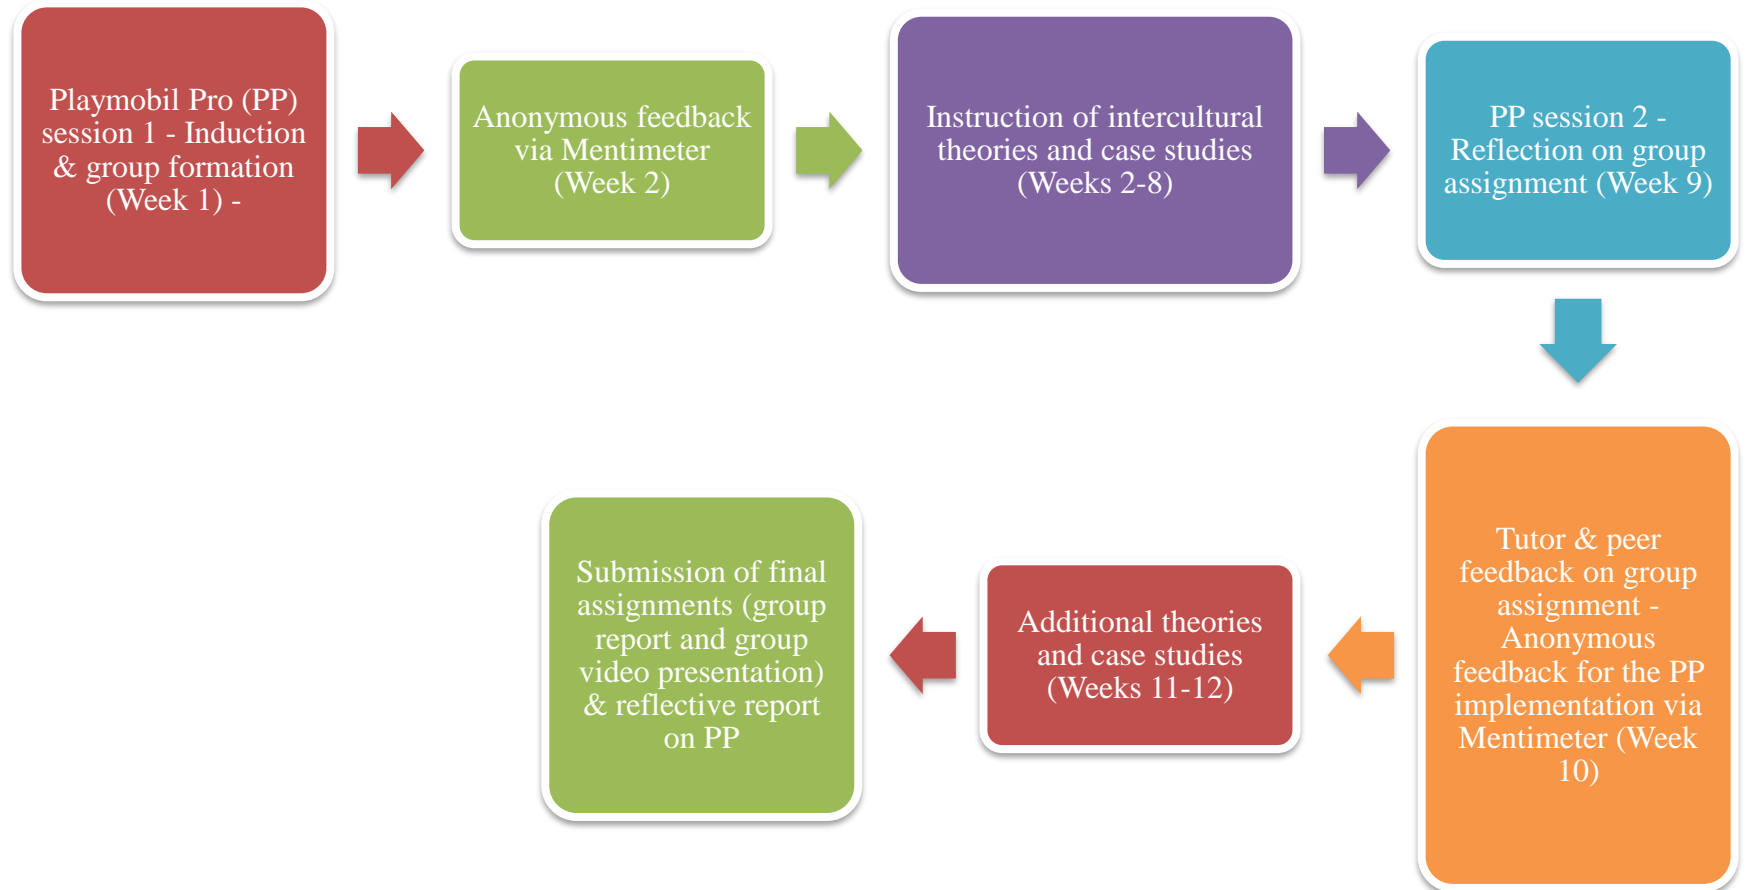 Playmobil Pro (PP)
session 1 - Induction
& group formation
(Week 1) -
Anonymous feedback
via Mentimeter
(Week 2)
Instruction of intercultural
theories and case studies
(Weeks 2-8)
PP session 2 -
Reflection on group
assignment (Week 9)
Tutor & peer
feedback on group
assignment -
Anonymous
feedback for the PP
implementation via
Mentimeter (Week
10)
Additional theories
and case studies
(Weeks 11-12)
Submission of final
assignments (group
report and group
video presentation)
& reflective report
on PP